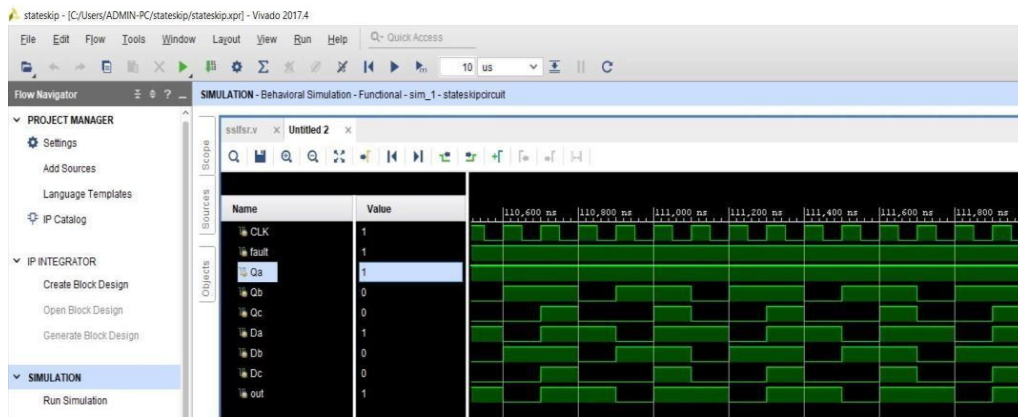 stateskip - [C:/Users/ADMIN-PC/stateskip/stateskip.xpr] - Vivado 2017.4
File Edit Flow Tools Window Layout View Run Help Q- Quick Access
10 us
Flow Navigator
SIMULATION - Behavioral Simulation - Functional - sim_1 - stateskipcircuit
PROJECT MANAGER
Settings
Add Sources
Language Templates
IP Catalog
IP INTEGRATOR
Create Block Design
Open Block Design
Generate Block Design
SIMULATION
Run Simulation
Scope
Sources
Objects
sslfsr.v × Untitled 2 ×
Name Value
110,600 ns 110,800 ns 111,000 ns 111,200 ns 111,400 ns 111,600 ns 111,800 ns
CLK 1
fault 1
Qa 1
Qb 0
Qc 0
Da 1
Db 0
Dc 0
out 1